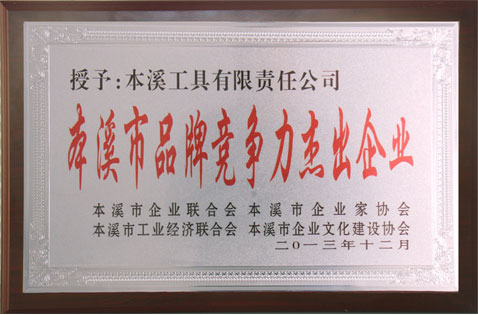 授予:本溪工具有限责任公司
本溪市品牌竞争力杰出企业
本溪市企业联合会 本溪市企业家协会
本溪市工业经济联合会 本溪市企业文化建设协会
二〇一三年十二月